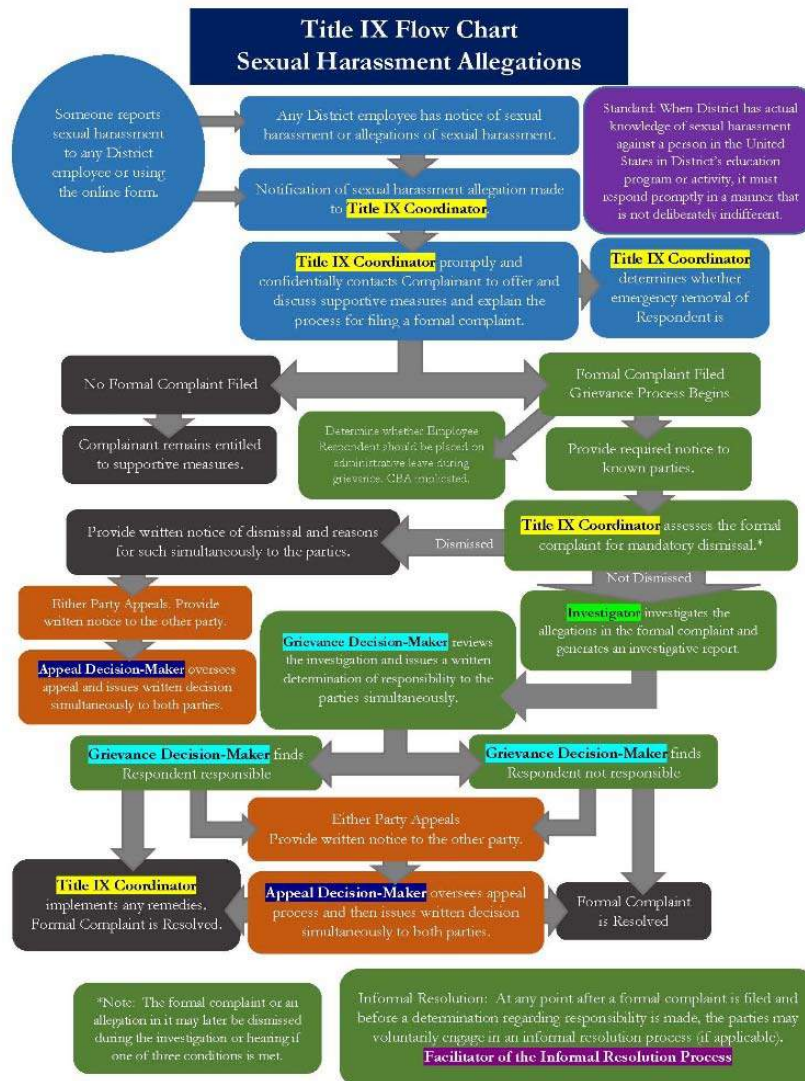 Title IX Flow Chart
Sexual Harassment Allegations
Someone reports
sexual harassment
to any District
employee or using
the online form.
Any District employee has notice of sexual
harassment or allegations of sexual harassment.
Standard: When District has actual
knowledge of sexual harassment
against a person in the United
States in District's education
program or activity, it must
respond promptly in a manner that
is not deliberately indifferent.
Notification of sexual harassment allegation made
to Title IX Coordinator.
Title IX Coordinator promptly and
confidentially contacts Complainant to offer and
discuss supportive measures and explain the
process for filing a formal complaint.
Title IX Coordinator
determines whether
emergency removal of
Respondent is
No Formal Complaint Filed
Formal Complaint Filed
Grievance Process Begins
Complainant remains entitled
to supportive measures.
Determine whether Employee
Respondent should be placed on
administrative leave during
grievance. CBA implicated.
Provide required notice to
known parties.
Provide written notice of dismissal and reasons
for such simultaneously to the parties.
Dismissed
Title IX Coordinator assesses the formal
complaint for mandatory dismissal.*
Not Dismissed
Either Party Appeals. Provide
written notice to the other party.
Investigator investigates the
allegations in the formal complaint and
generates an investigative report.
Grievance Decision-Maker reviews
the investigation and issues a written
determination of responsibility to the
parties simultaneously.
Appeal Decision-Maker oversees
appeal and issues written decision
simultaneously to both parties.
Grievance Decision-Maker finds
Respondent responsible
Grievance Decision-Maker finds
Respondent not responsible
Either Party Appeals
Provide written notice to the other party.
Title IX Coordinator
implements any remedies.
Formal Complaint is Resolved.
Appeal Decision-Maker oversees appeal
process and then issues written decision
simultaneously to both parties.
Formal Complaint
is Resolved
*Note: The formal complaint or an
allegation in it may later be dismissed
during the investigation or hearing if
one of three conditions is met.
Informal Resolution: At any point after a formal complaint is filed and
before a determination regarding responsibility is made, the parties may
voluntarily engage in an informal resolution process (if applicable).
Facilitator of the Informal Resolution Process